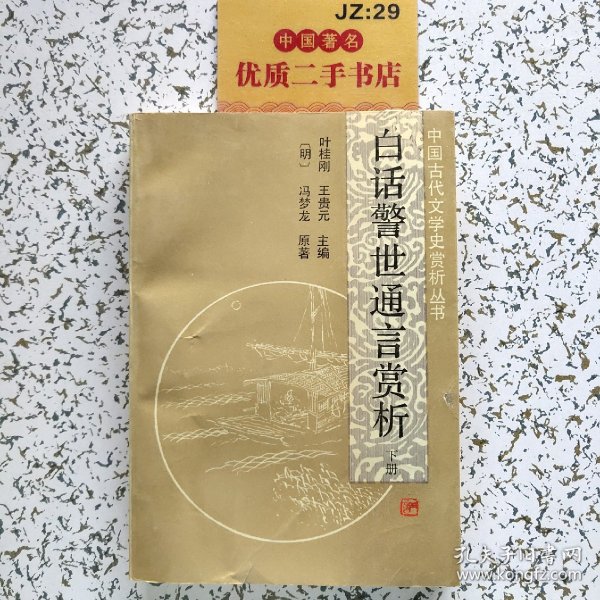 JZ:29
中国著名
优质二手书店
中国古代文学史赏析丛书
白话警世通言赏析
下册
叶桂刚 王贵元 主编
〔明〕 冯梦龙 原著
孔夫子旧书网
www.kongfz.com